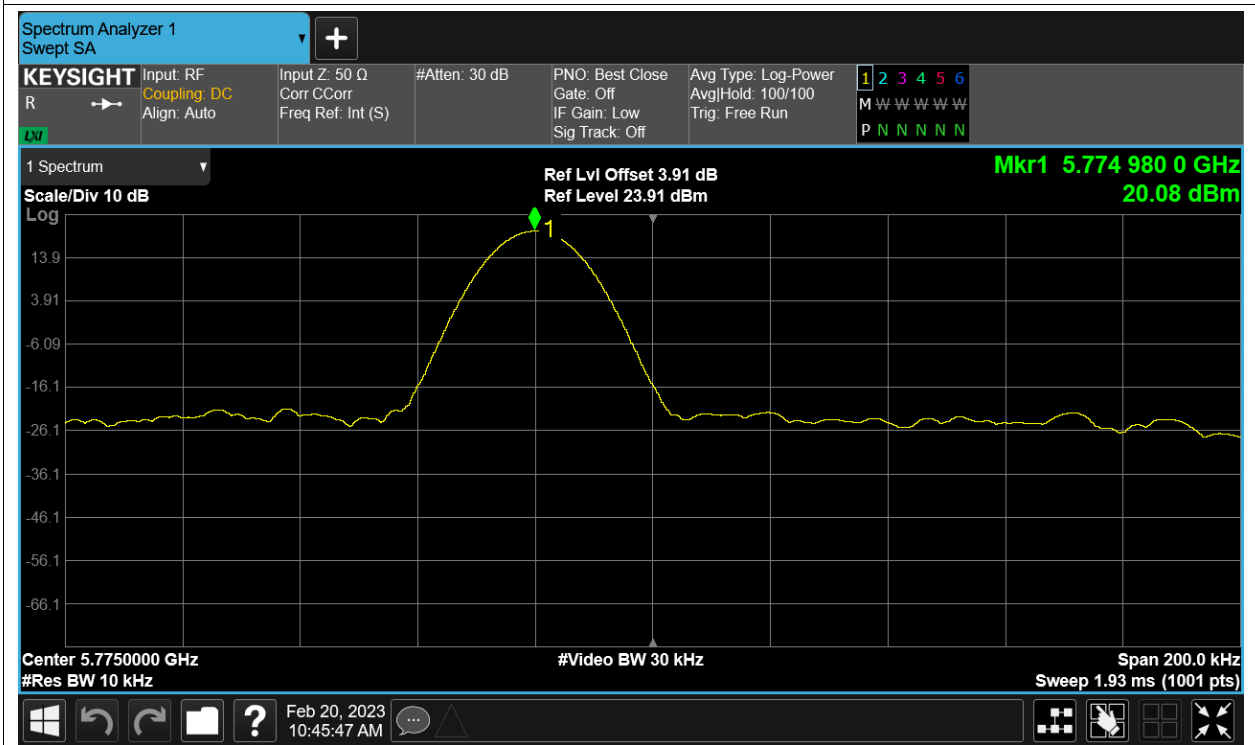 Spectrum Analyzer 1
Swept SA
KEYSIGHT
R
LXI
Input: RF
Coupling: DC
Align: Auto
Input Z: 50 Ω
Corr CCorr
Freq Ref: Int (S)
#Atten: 30 dB
PNO: Best Close
Gate: Off
IF Gain: Low
Sig Track: Off
Avg Type: Log-Power
Avg|Hold: 100/100
Trig: Free Run
1 2 3 4 5 6
M W W W W W
P N N N N N
1 Spectrum
Scale/Div 10 dB
Log
Ref Lvl Offset 3.91 dB
Ref Level 23.91 dBm
Mkr1 5.774 980 0 GHz
20.08 dBm
1
13.9
3.91
-6.09
-16.1
-26.1
-36.1
-46.1
-56.1
-66.1
Center 5.7750000 GHz
#Res BW 10 kHz
#Video BW 30 kHz
Span 200.0 kHz
Sweep 1.93 ms (1001 pts)
?
Feb 20, 2023
10:45:47 AM